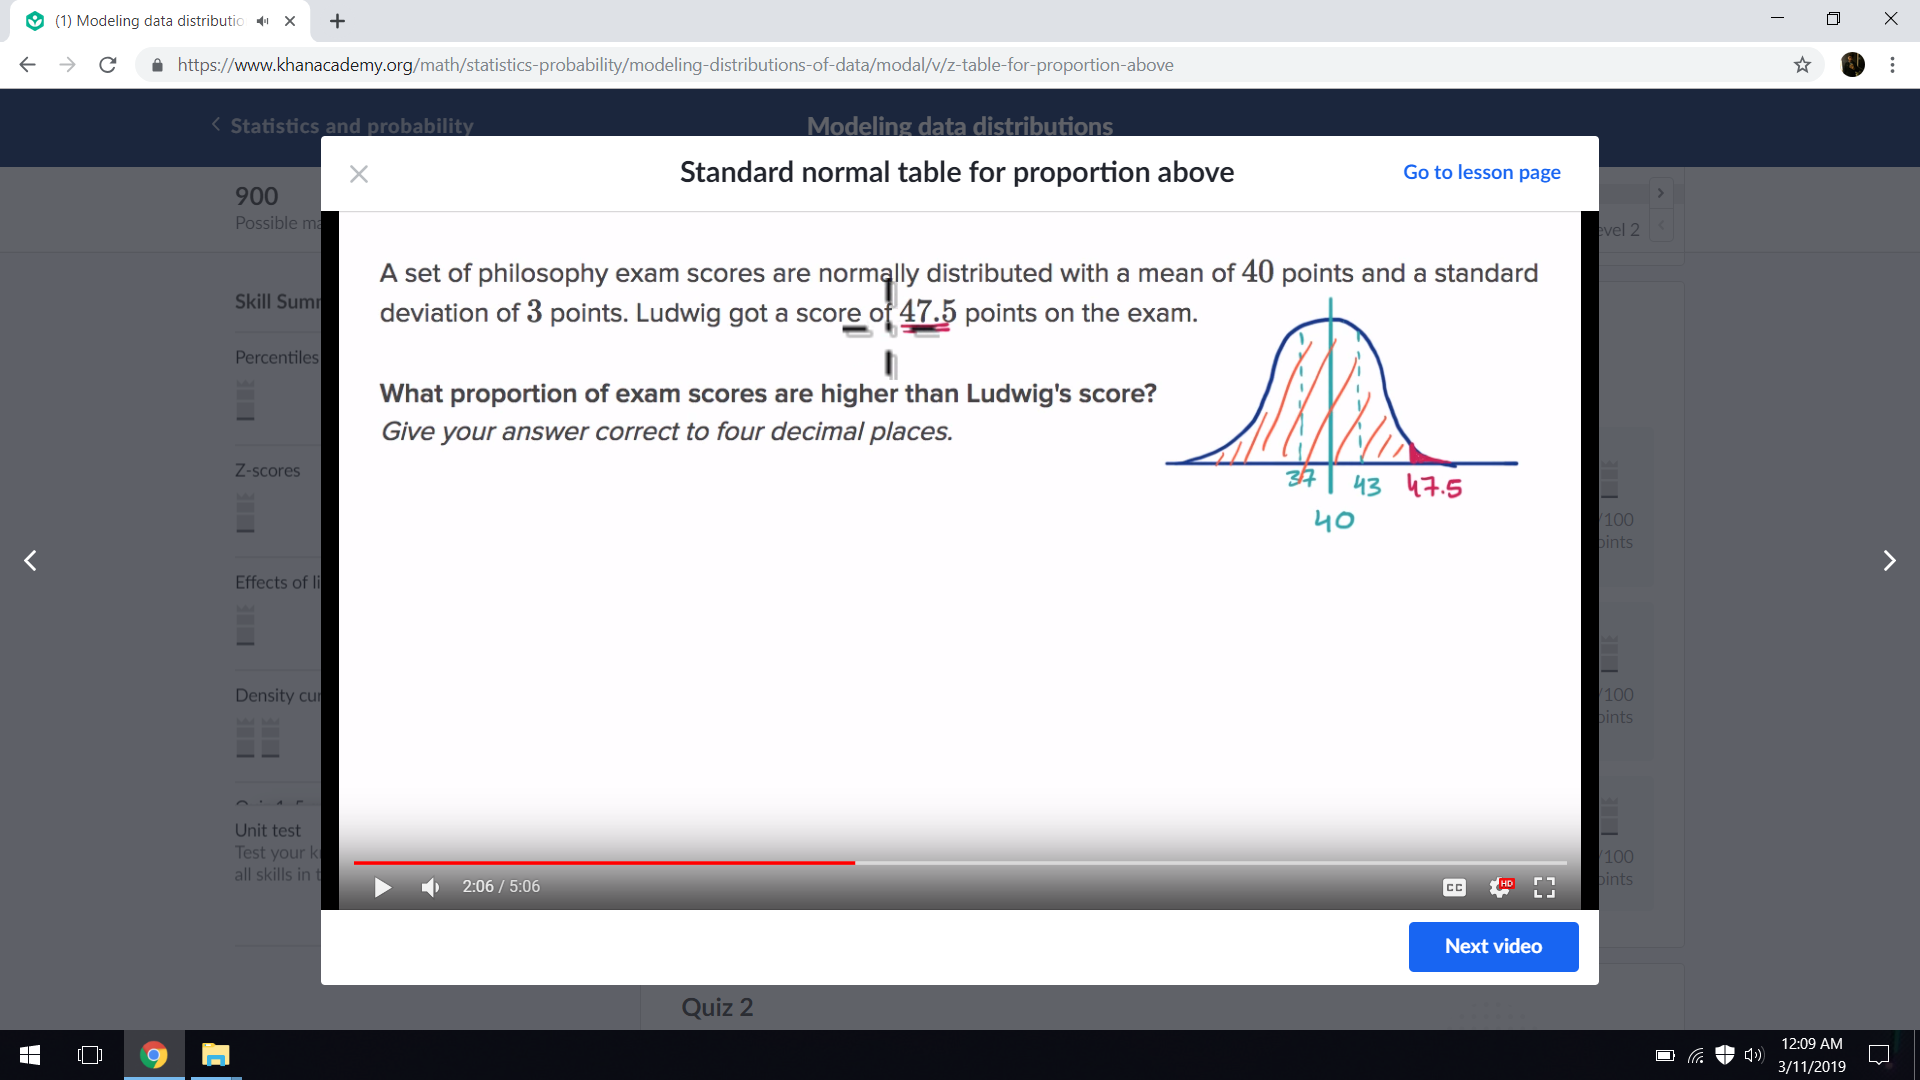 (1) Modeling data distributio
https://www.khanacademy.org/math/statistics-probability/modeling-distributions-of-data/modal/v/z-table-for-proportion-above
Statistics and probability
Modeling data distributions
Standard normal table for proportion above
Go to lesson page
900
Possible ma
evel 2
Skill Summ
Percentiles
Z-scores
Effects of li
Density cur
Unit test
Test your k
all skills in t
A set of philosophy exam scores are normally distributed with a mean of 40 points and a standard
deviation of 3 points. Ludwig got a score of 47.5 points on the exam.
What proportion of exam scores are higher than Ludwig's score?
Give your answer correct to four decimal places.
37
43
47.5
40
/100
oints
/100
oints
/100
oints
2:06 / 5:06
CC
HD
Next video
Quiz 2
12:09 AM
3/11/2019